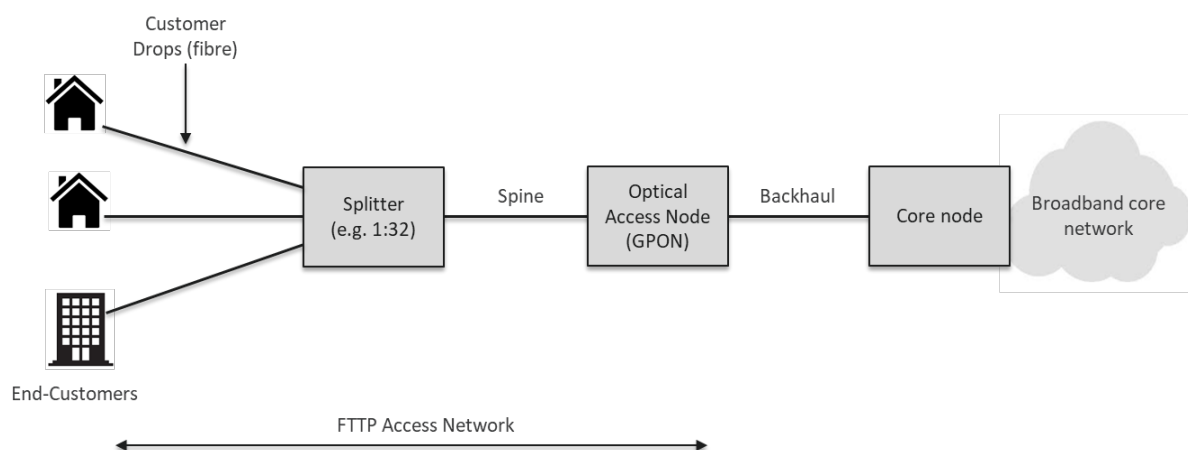 Customer
Drops (fibre)
Splitter
(e.g. 1:32)
Spine
Optical
Access Node
(GPON)
Backhaul
Core node
Broadband core
network
End-Customers
FTTP Access Network